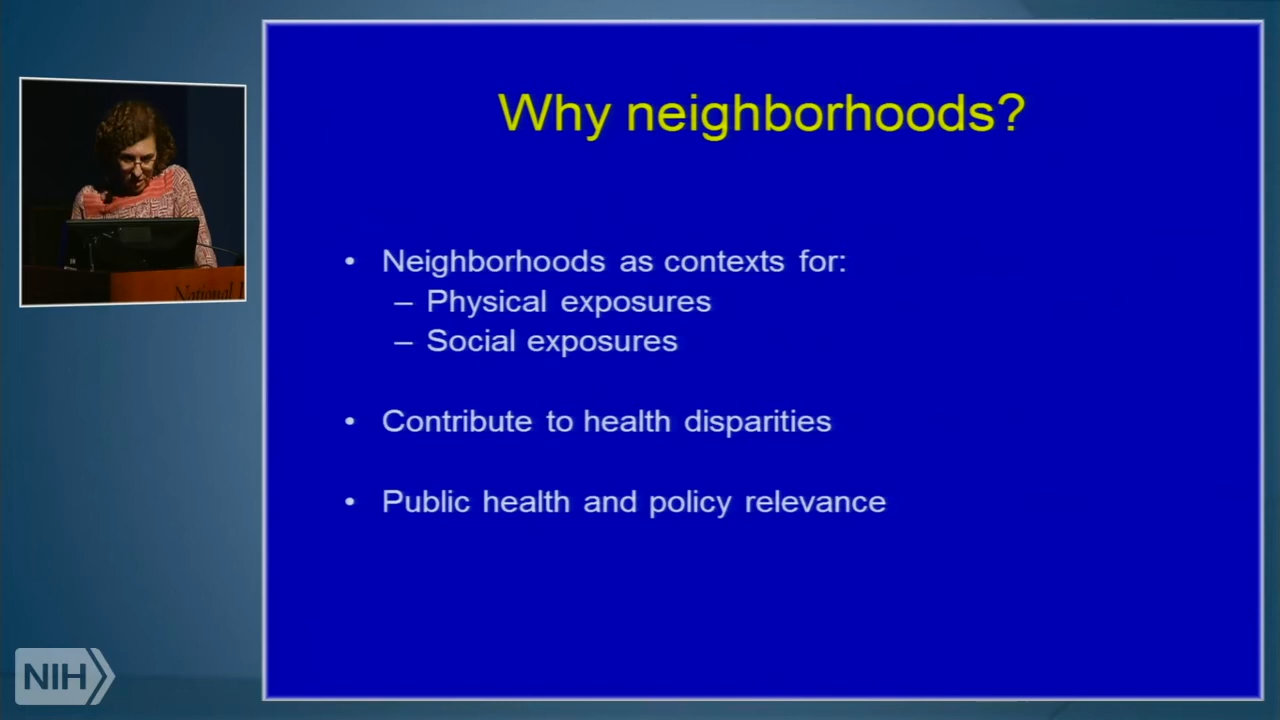 Why neighborhoods?
• Neighborhoods as contexts for:
– Physical exposures
– Social exposures
• Contribute to health disparities
• Public health and policy relevance
National
NIH